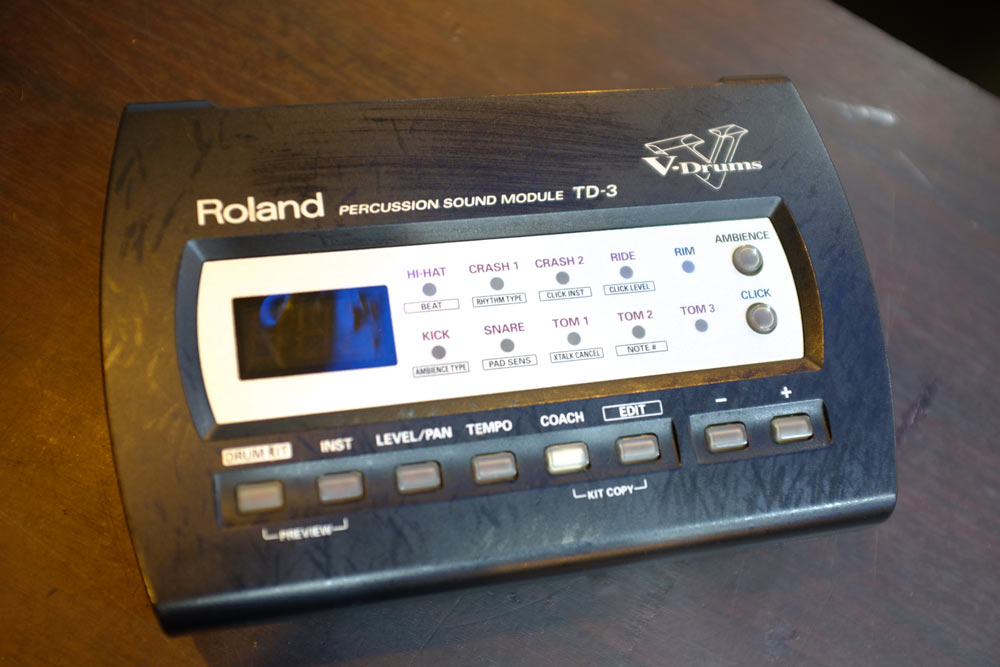 V-Drums
Roland PERCUSSION SOUND MODULE TD-3
HI-HAT CRASH 1 CRASH 2 RIDE RIM AMBIENCE
BEAT RHYTHM TYPE CLICK INST CLICK LEVEL
KICK SNARE TOM 1 TOM 2 TOM 3 CLICK
AMBIENCE TYPE PAD SENS XTALK CANCEL NOTE #
DRUM KIT INST LEVEL/PAN TEMPO COACH EDIT - +
PREVIEW KIT COPY